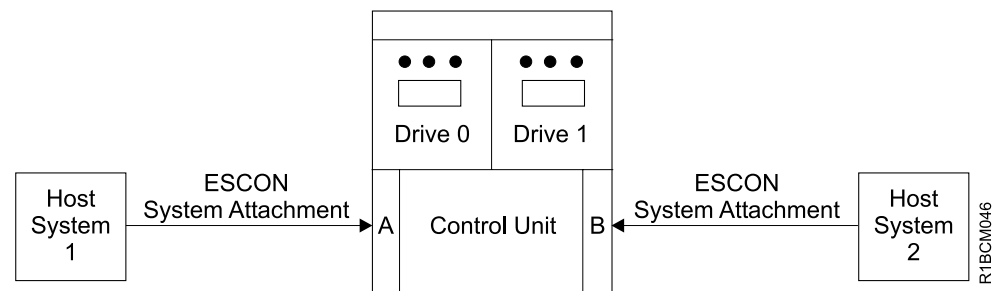 Drive 0
Drive 1
Host
System
1
ESCON
System Attachment
A
Control Unit
B
ESCON
System Attachment
Host
System
2
R1BCM046